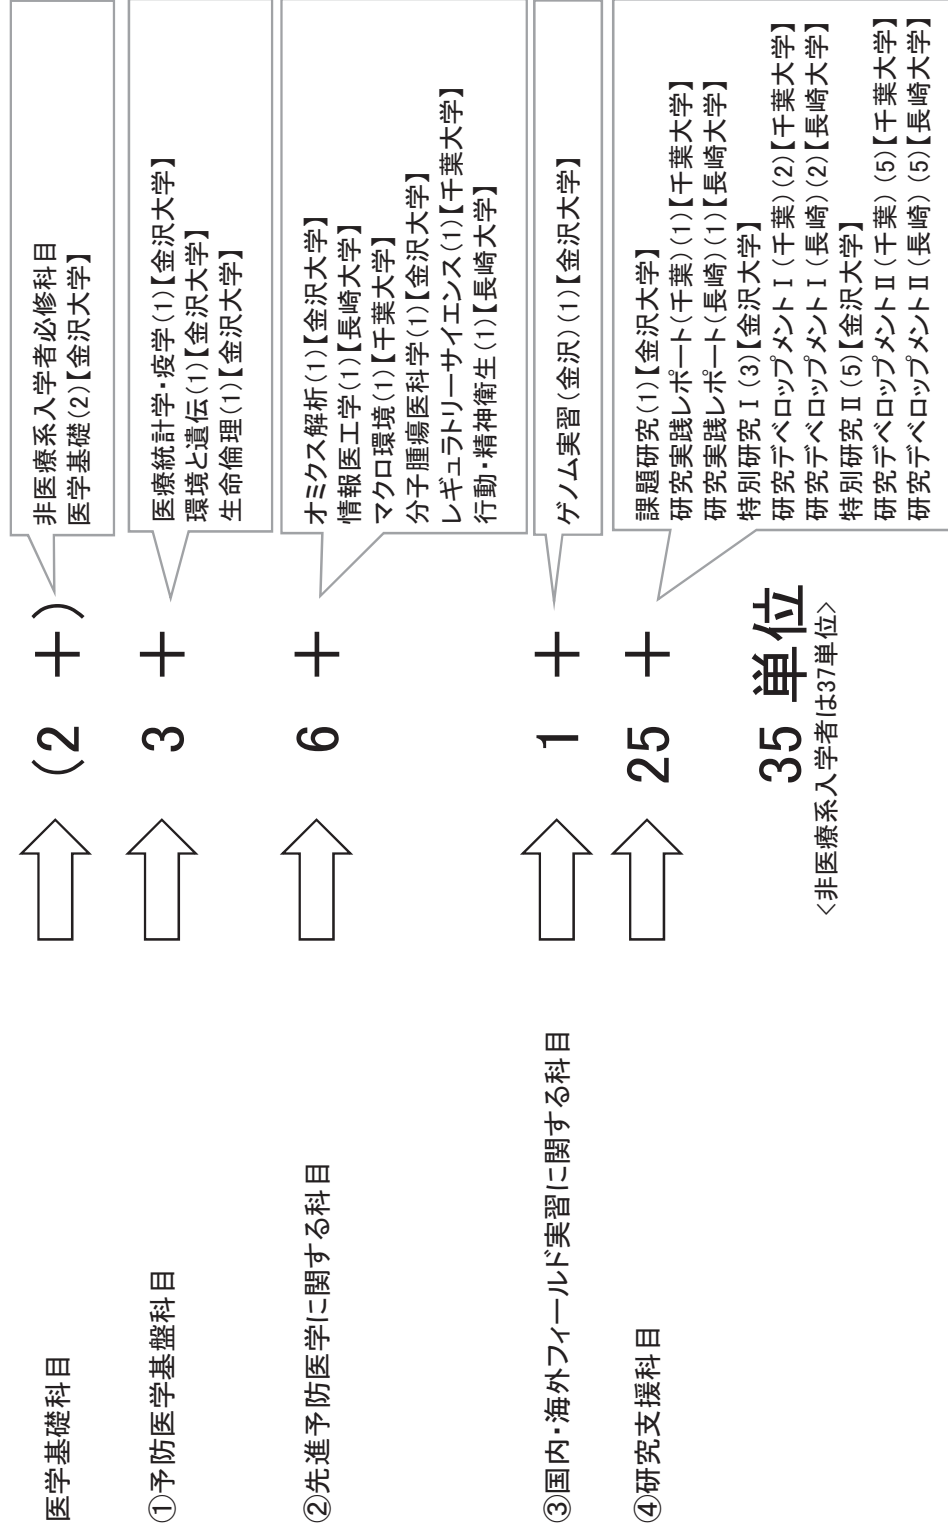 医学基礎科目
(2 ＋)
非医療系入学者必修科目
医学基礎(2)【金沢大学】
①予防医学基盤科目
3 ＋
医療統計学・疫学(1)【金沢大学】
環境と遺伝(1)【金沢大学】
生命倫理(1)【金沢大学】
②先進予防医学に関する科目
6 ＋
オミクス解析(1)【金沢大学】
情報医工学(1)【長崎大学】
マクロ環境(1)【千葉大学】
分子腫瘍医科学(1)【金沢大学】
レギュラトリーサイエンス(1)【千葉大学】
行動・精神衛生(1)【長崎大学】
③国内・海外フィールド実習に関する科目
1 ＋
ゲノム実習(金沢)(1)【金沢大学】
④研究支援科目
25 ＋
課題研究(1)【金沢大学】
研究実践レポート(千葉)(1)【千葉大学】
研究実践レポート(長崎)(1)【長崎大学】
特別研究Ⅰ(3)【金沢大学】
研究デベロップメントⅠ(千葉)(2)【千葉大学】
研究デベロップメントⅠ(長崎)(2)【長崎大学】
特別研究Ⅱ(5)【金沢大学】
研究デベロップメントⅡ(千葉)(5)【千葉大学】
研究デベロップメントⅡ(長崎)(5)【長崎大学】
35 単位
<非医療系入学者は37単位>